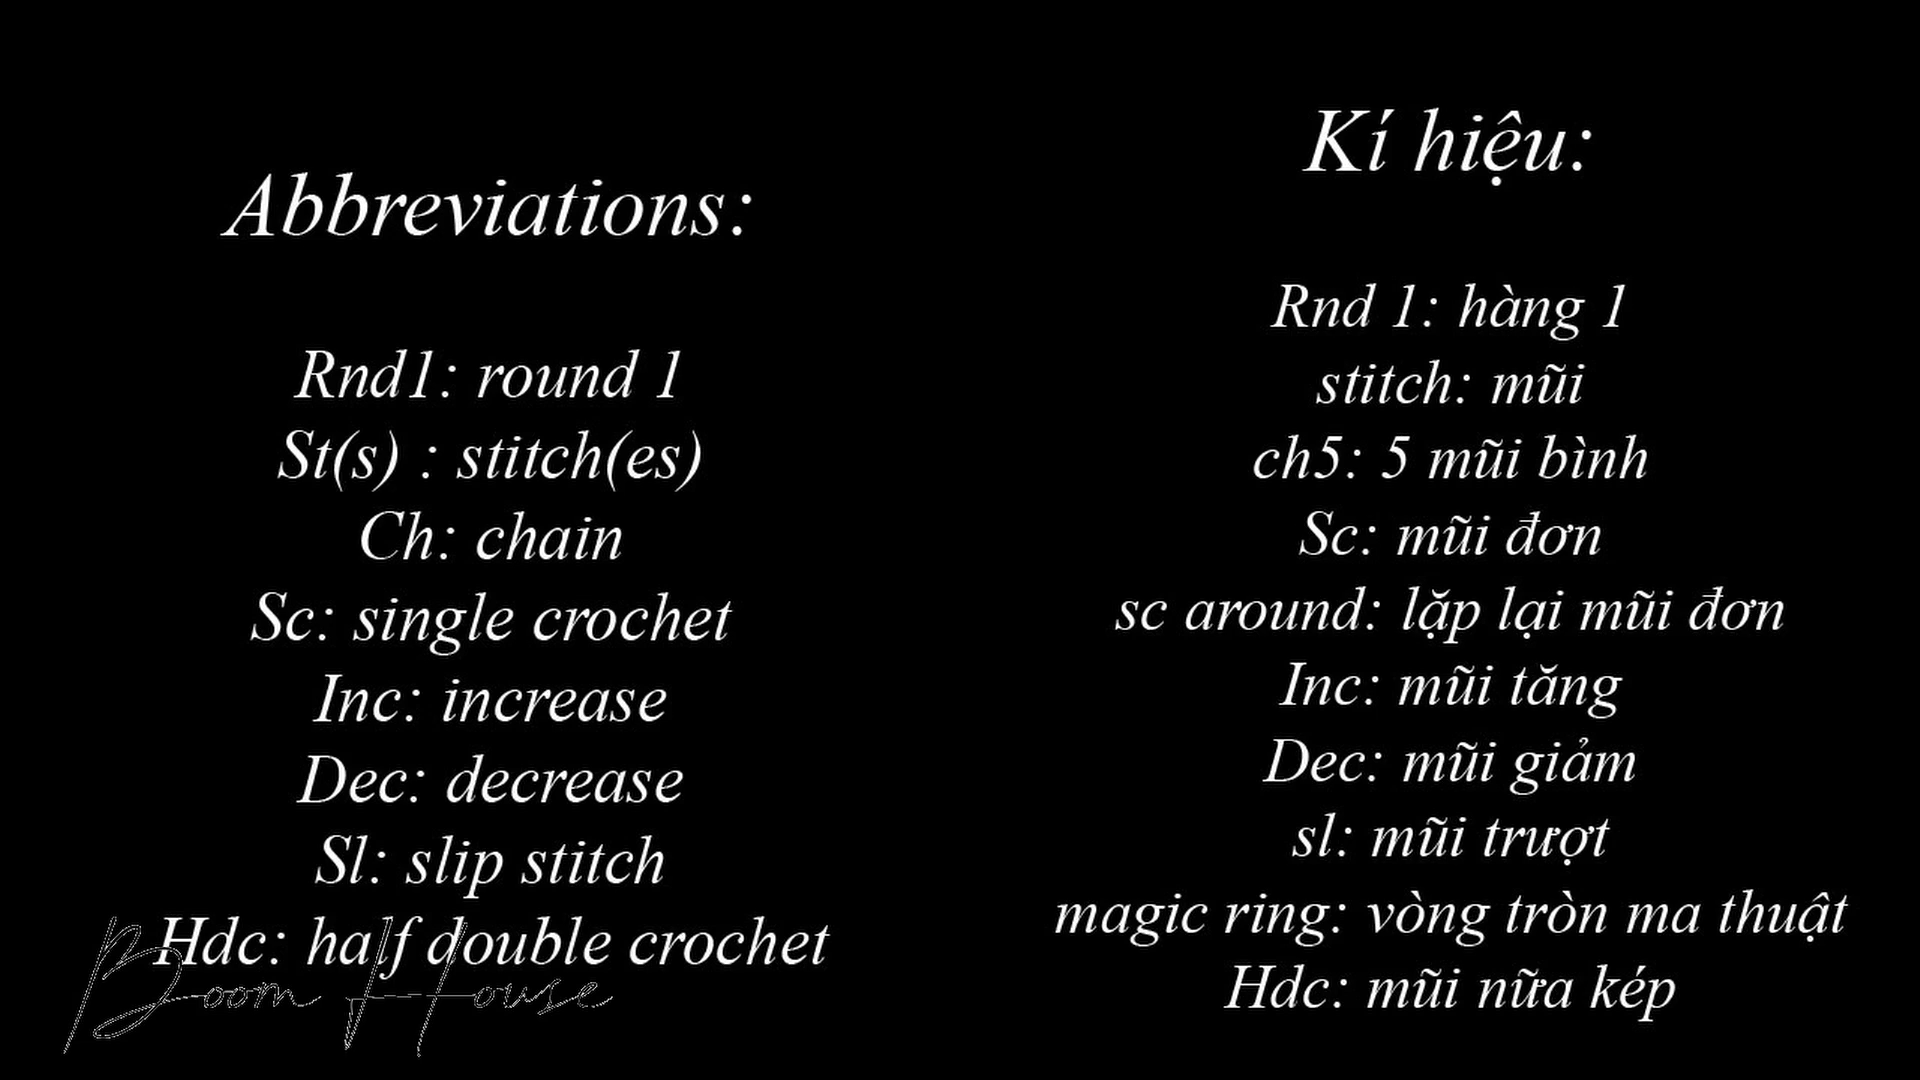 Abbreviations:
Rnd1: round 1
St(s) : stitch(es)
Ch: chain
Sc: single crochet
Inc: increase
Dec: decrease
Sl: slip stitch
Hdc: half double crochet
Boom House
Kí hiệu:
Rnd 1: hàng 1
stitch: mũi
ch5: 5 mũi bình
Sc: mũi đơn
sc around: lặp lại mũi đơn
Inc: mũi tăng
Dec: mũi giảm
sl: mũi trượt
magic ring: vòng tròn ma thuật
Hdc: mũi nữa kép